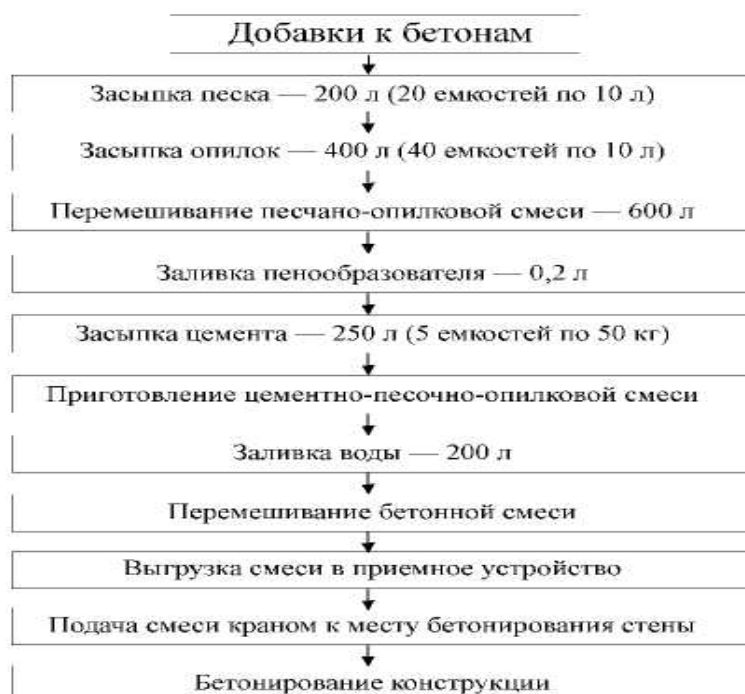 Добавки к бетонам
Засыпка песка — 200 л (20 емкостей по 10 л)
Засыпка опилок — 400 л (40 емкостей по 10 л)
Перемешивание песчано-опилковой смеси — 600 л
Заливка пенообразователя — 0,2 л
Засыпка цемента — 250 л (5 емкостей по 50 кг)
Приготовление цементно-песочно-опилковой смеси
Заливка воды — 200 л
Перемешивание бетонной смеси
Выгрузка смеси в приемное устройство
Подача смеси краном к месту бетонирования стены
Бетонирование конструкции